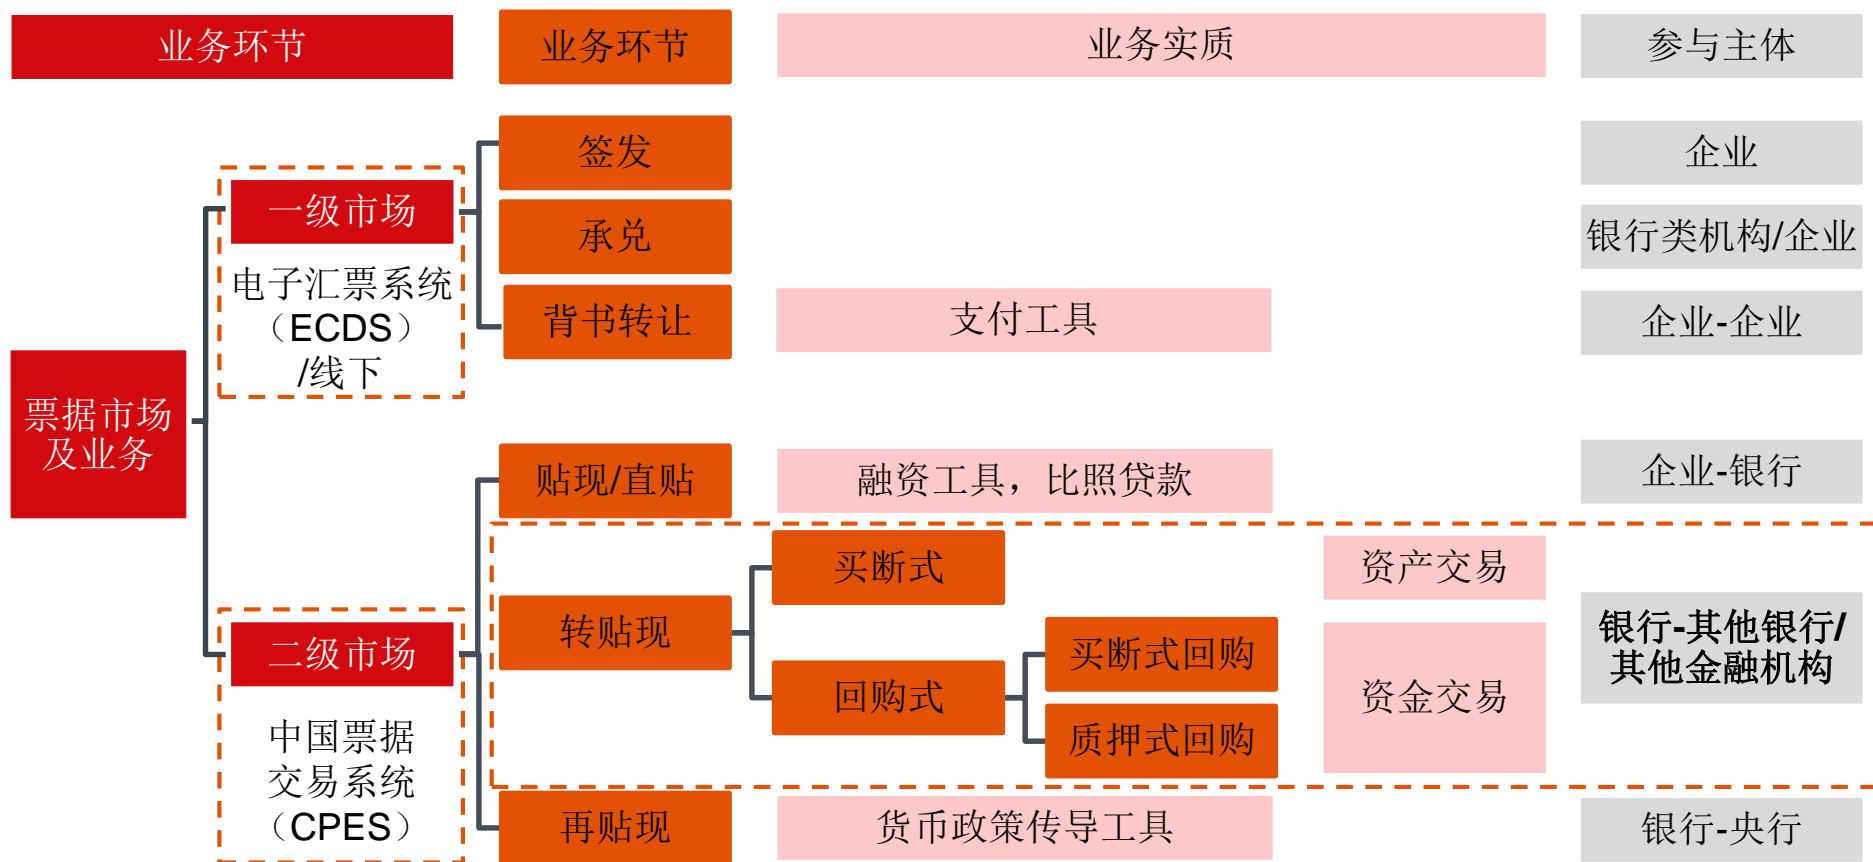 业务环节
业务环节
业务实质
参与主体
签发
企业
一级市场
承兑
银行类机构/企业
电子汇票系统
（ECDS）
/线下
背书转让
支付工具
企业-企业
票据市场
及业务
贴现/直贴
融资工具，比照贷款
企业-银行
买断式
资产交易
转贴现
银行-其他银行/
其他金融机构
二级市场
买断式回购
回购式
资金交易
质押式回购
中国票据
交易系统
（CPES）
再贴现
货币政策传导工具
银行-央行